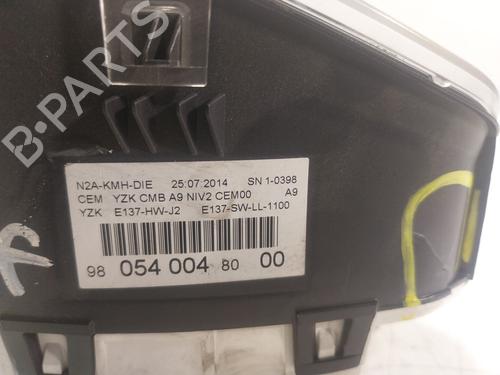 B-PARTS
N2A-KMH-DIE 25:07:2014 SN 1-0398
CEM YZK CMB A9 NIV2 CEM00 A9
YZK E137-HW-J2 E137-SW-LL-1100
98 054 004 80 00